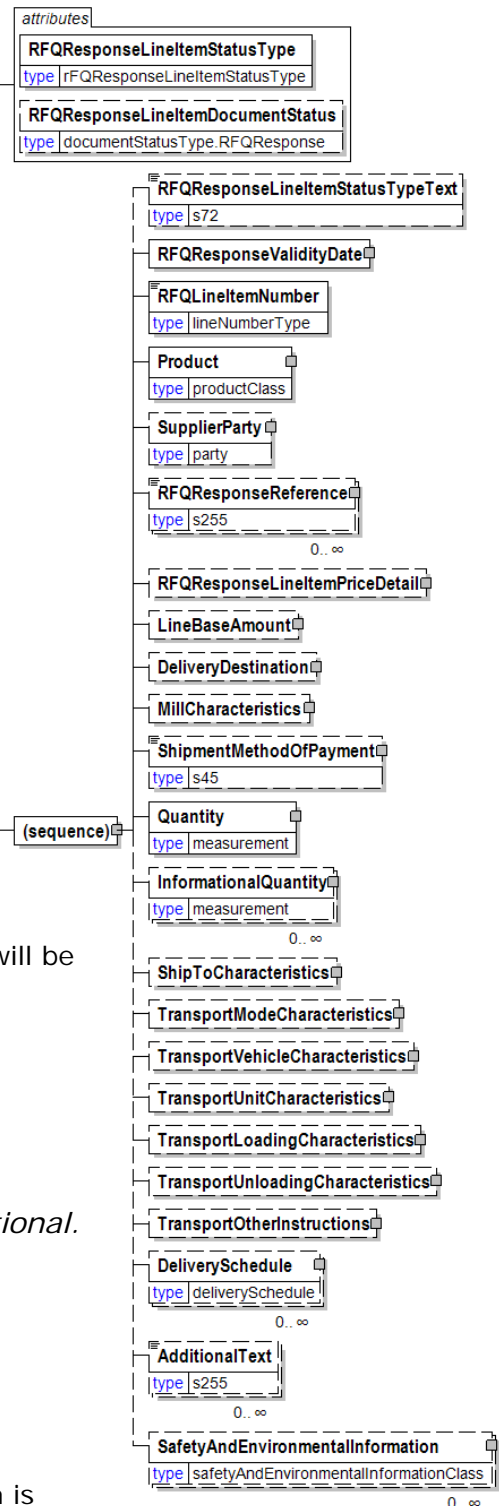 attributes
RFQResponseLineItemStatusType
type rFQResponseLineItemStatusType
RFQResponseLineItemDocumentStatus
type documentStatusType.RFQResponse
RFQResponseLineItemStatusTypeText
type s72
RFQResponseValidityDate
RFQLineItemNumber
type lineNumberType
Product
type productClass
SupplierParty
type party
RFQResponseReference
type s255
0.. ∞
RFQResponseLineItemPriceDetail
LineBaseAmount
DeliveryDestination
MillCharacteristics
ShipmentMethodOfPayment
type s45
(sequence)
Quantity
type measurement
InformationalQuantity
type measurement
0.. ∞
will be
ShipToCharacteristics
TransportModeCharacteristics
TransportVehicleCharacteristics
TransportUnitCharacteristics
TransportLoadingCharacteristics
TransportUnloadingCharacteristics
tional.
TransportOtherInstructions
DeliverySchedule
type deliverySchedule
0.. ∞
AdditionalText
type s255
0.. ∞
SafetyAndEnvironmentalInformation
type safetyAndEnvironmentalInformationClass
n is
0.. ∞